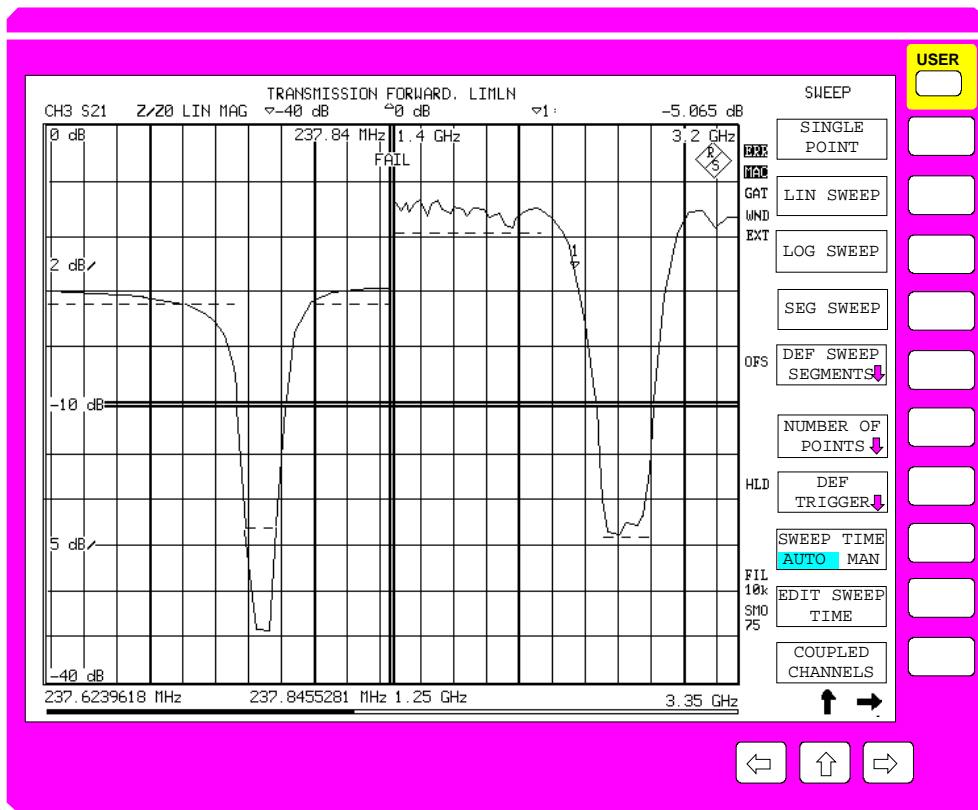 USER
TRANSMISSION FORWARD. LIMLN
SWEEP
CH3 S21 Z/Z0 LIN MAG ▿-40 dB ▵0 dB ▿1: -5.065 dB
0 dB 237.84 MHz 1.4 GHz 3.2 GHz
FAIL
R
S
ERR
MAC
GAT
WND
EXT
1
2 dB/
OFS
-10 dB
HLD
5 dB/
FIL
10k
SMO
75
-40 dB
237.6239618 MHz 237.8455281 MHz 1.25 GHz 3.35 GHz
SINGLE
POINT
LIN SWEEP
LOG SWEEP
SEG SWEEP
DEF SWEEP
SEGMENTS
NUMBER OF
POINTS
DEF
TRIGGER
SWEEP TIME
AUTO MAN
EDIT SWEEP
TIME
COUPLED
CHANNELS